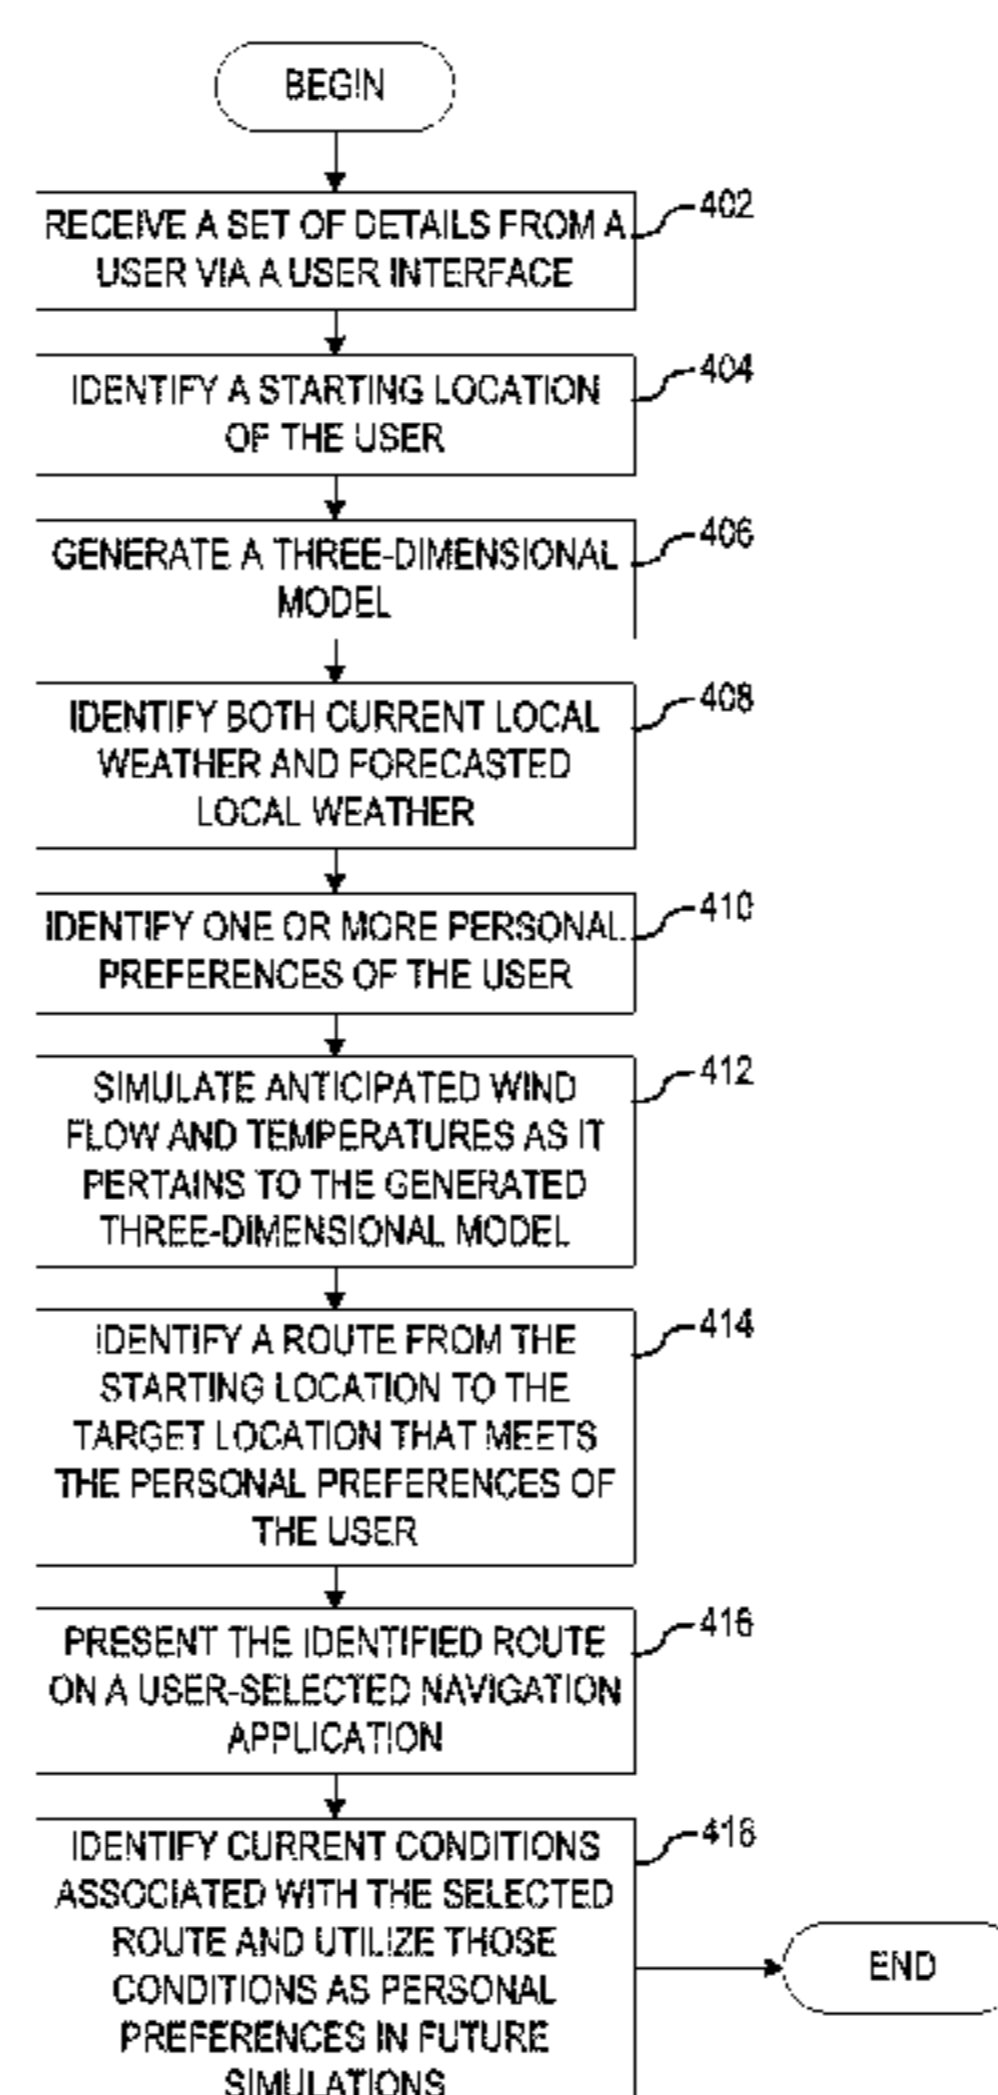 BEGIN
RECEIVE A SET OF DETAILS FROM A
USER VIA A USER INTERFACE
402
IDENTIFY A STARTING LOCATION
OF THE USER
404
GENERATE A THREE-DIMENSIONAL
MODEL
406
IDENTIFY BOTH CURRENT LOCAL
WEATHER AND FORECASTED
LOCAL WEATHER
408
IDENTIFY ONE OR MORE PERSONAL
PREFERENCES OF THE USER
410
SIMULATE ANTICIPATED WIND
FLOW AND TEMPERATURES AS IT
PERTAINS TO THE GENERATED
THREE-DIMENSIONAL MODEL
412
IDENTIFY A ROUTE FROM THE
STARTING LOCATION TO THE
TARGET LOCATION THAT MEETS
THE PERSONAL PREFERENCES OF
THE USER
414
PRESENT THE IDENTIFIED ROUTE
ON A USER-SELECTED NAVIGATION
APPLICATION
416
IDENTIFY CURRENT CONDITIONS
ASSOCIATED WITH THE SELECTED
ROUTE AND UTILIZE THOSE
CONDITIONS AS PERSONAL
PREFERENCES IN FUTURE
SIMULATIONS
418
END